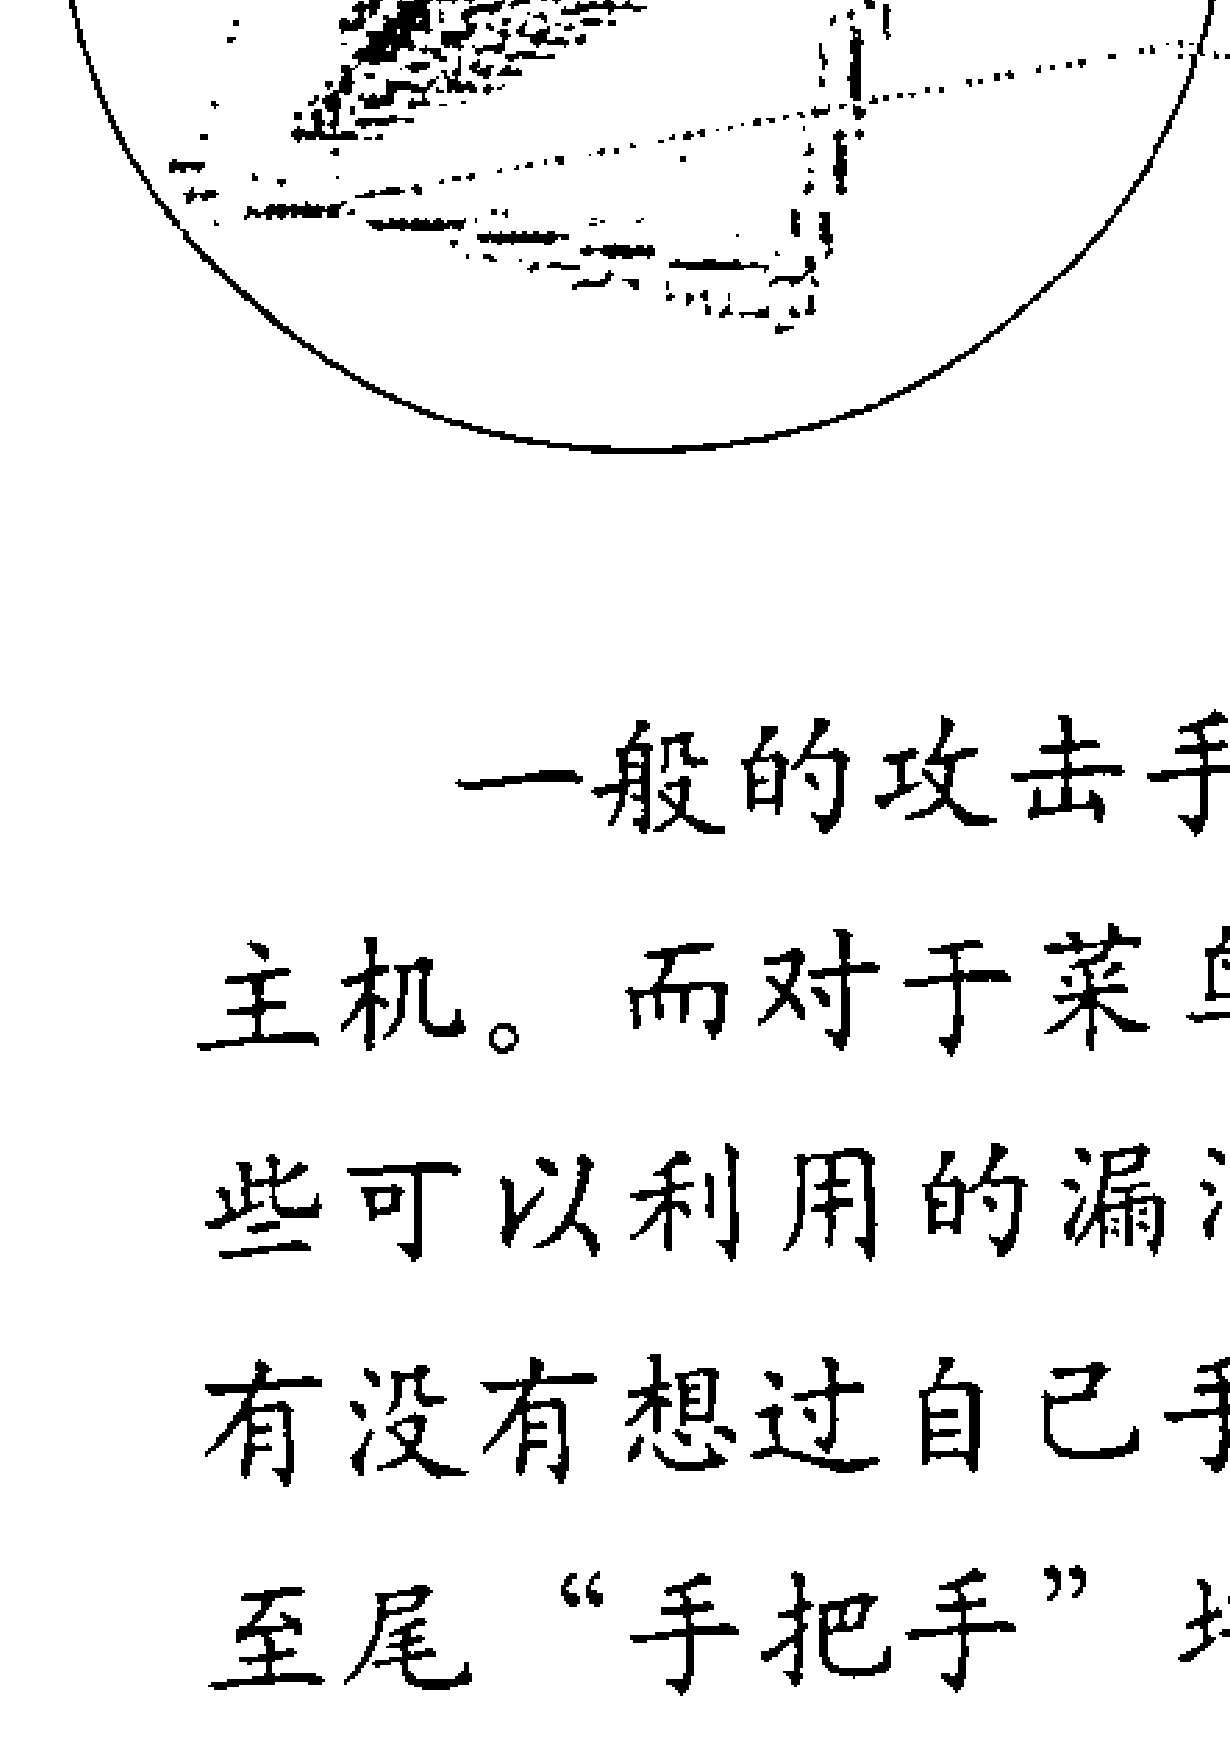 一般的攻击手
主机。而对于菜
些可以利用的漏
有没有想过自己手
至尾“手把手”